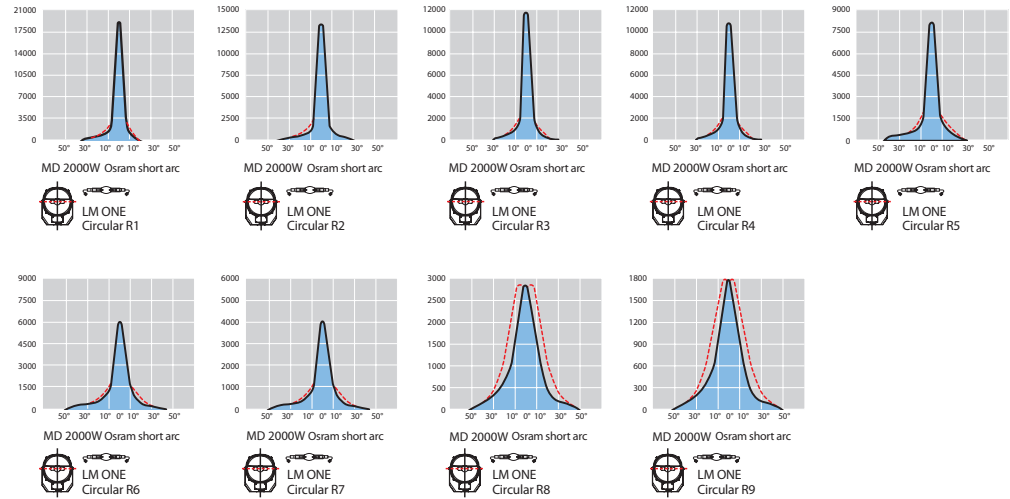 21000
17500
14000
10500
7000
3500
0
50° 30° 10° 0° 10° 30° 50°
MD 2000W Osram short arc
LM ONE
Circular R1
15000
12500
10000
7500
5000
2500
0
50° 30° 10° 0° 10° 30° 50°
MD 2000W Osram short arc
LM ONE
Circular R2
12000
10000
8000
6000
4000
2000
0
50° 30° 10° 0° 10° 30° 50°
MD 2000W Osram short arc
LM ONE
Circular R3
12000
10000
8000
6000
4000
2000
0
50° 30° 10° 0° 10° 30° 50°
MD 2000W Osram short arc
LM ONE
Circular R4
9000
7500
6000
4500
3000
1500
0
50° 30° 10° 0° 10° 30° 50°
MD 2000W Osram short arc
LM ONE
Circular R5
9000
7500
6000
4500
3000
1500
0
50° 30° 10° 0° 10° 30° 50°
MD 2000W Osram short arc
LM ONE
Circular R6
6000
5000
4000
3000
2000
1000
0
50° 30° 10° 0° 10° 30° 50°
MD 2000W Osram short arc
LM ONE
Circular R7
3000
2500
2000
1500
1000
500
0
50° 30° 10° 0° 10° 30° 50°
MD 2000W Osram short arc
LM ONE
Circular R8
1800
1500
1200
900
600
300
0
50° 30° 10° 0° 10° 30° 50°
MD 2000W Osram short arc
LM ONE
Circular R9